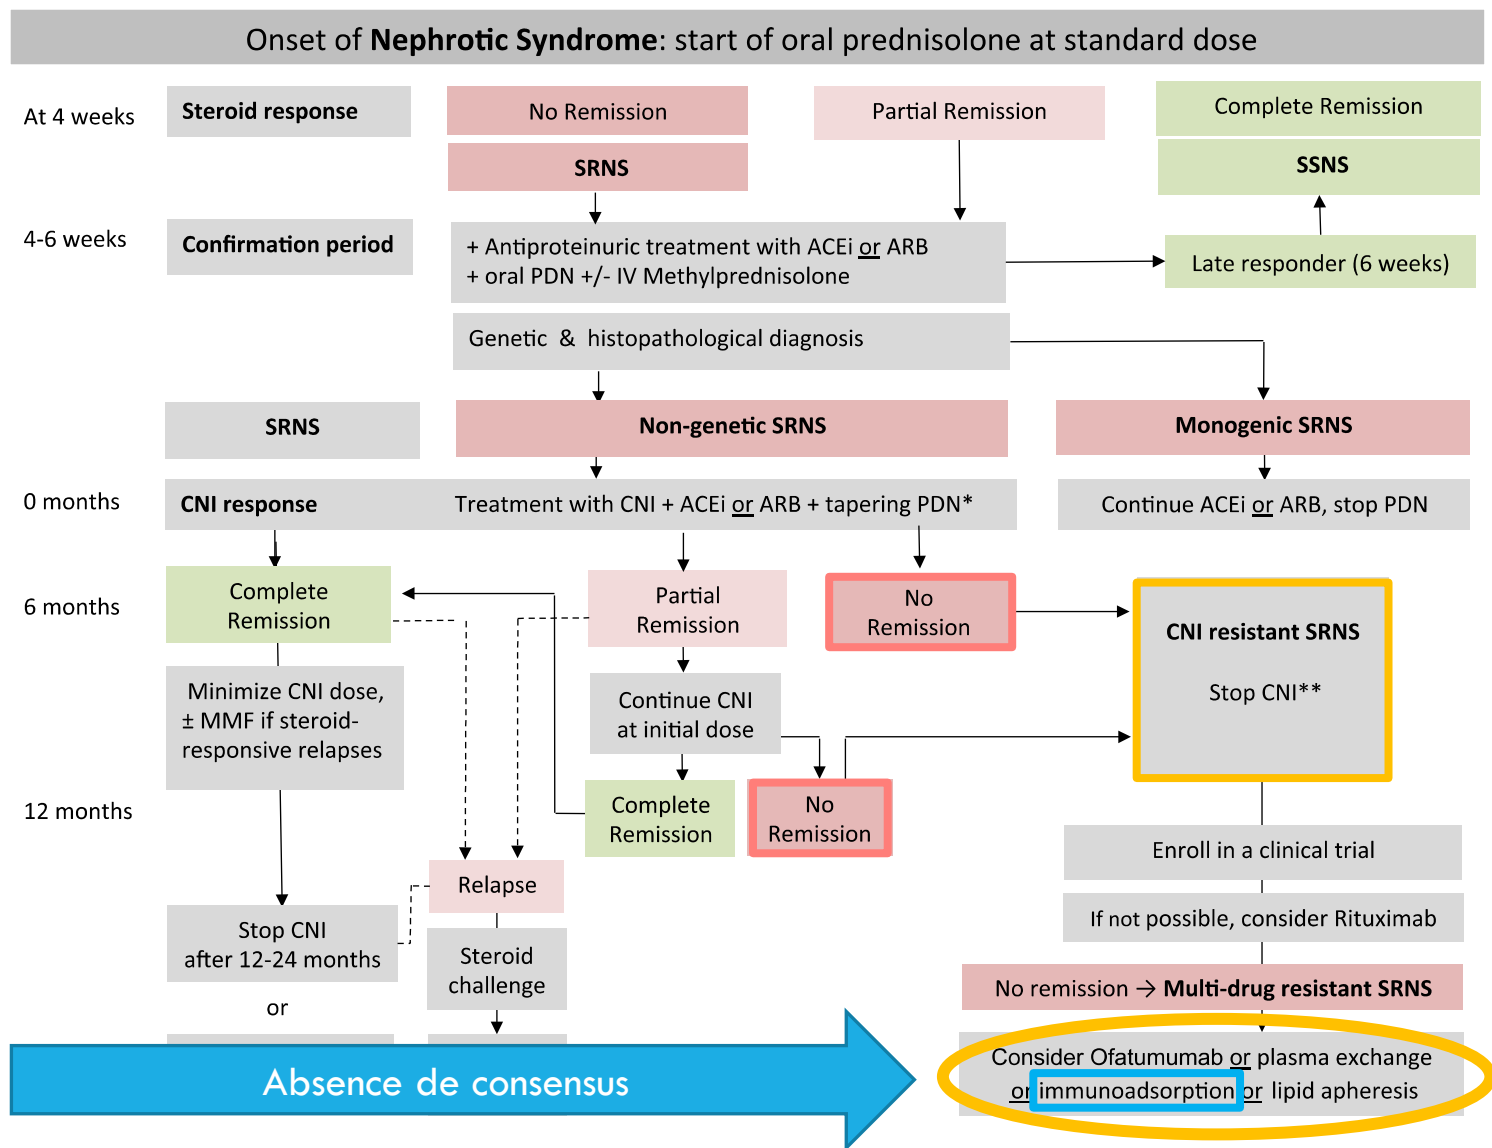 Onset of Nephrotic Syndrome: start of oral prednisolone at standard dose
At 4 weeks
Steroid response
No Remission
Partial Remission
Complete Remission
SRNS
SSNS
4-6 weeks
Confirmation period
+ Antiproteinuric treatment with ACEi or ARB
+ oral PDN +/- IV Methylprednisolone
Late responder (6 weeks)
Genetic & histopathological diagnosis
SRNS
Non-genetic SRNS
Monogenic SRNS
0 months
CNI response
Treatment with CNI + ACEi or ARB + tapering PDN*
Continue ACEi or ARB, stop PDN
6 months
Complete
Remission
Partial
Remission
No
Remission
CNI resistant SRNS
Stop CNI**
Minimize CNI dose,
± MMF if steroid-
responsive relapses
Continue CNI
at initial dose
12 months
Complete
Remission
No
Remission
Enroll in a clinical trial
Relapse
If not possible, consider Rituximab
Stop CNI
after 12-24 months
Steroid
challenge
or
No remission → Multi-drug resistant SRNS
Consider Ofatumumab or plasma exchange
or immunoadsorption or lipid apheresis
Absence de consensus